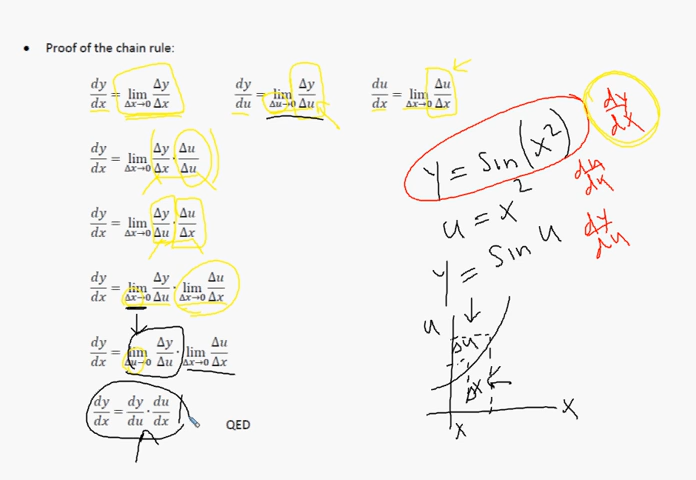 • Proof of the chain rule:
dy/dx = lim Δx→0 Δy/Δx    dy/du = lim Δu→0 Δy/Δu    du/dx = lim Δx→0 Δu/Δx
dy/dx = lim Δx→0 (Δy/Δx · Δu/Δu)
dy/dx = lim Δx→0 Δy/Δu · Δu/Δx
dy/dx = lim Δx→0 Δy/Δu · lim Δx→0 Δu/Δx
dy/dx = lim Δu→0 Δy/Δu · lim Δx→0 Δu/Δx
dy/dx = dy/du · du/dx    QED
y = sin(x²)    dy/dx
u = x²
y = sin u    dy/du
u
Δu
Δx
x
x